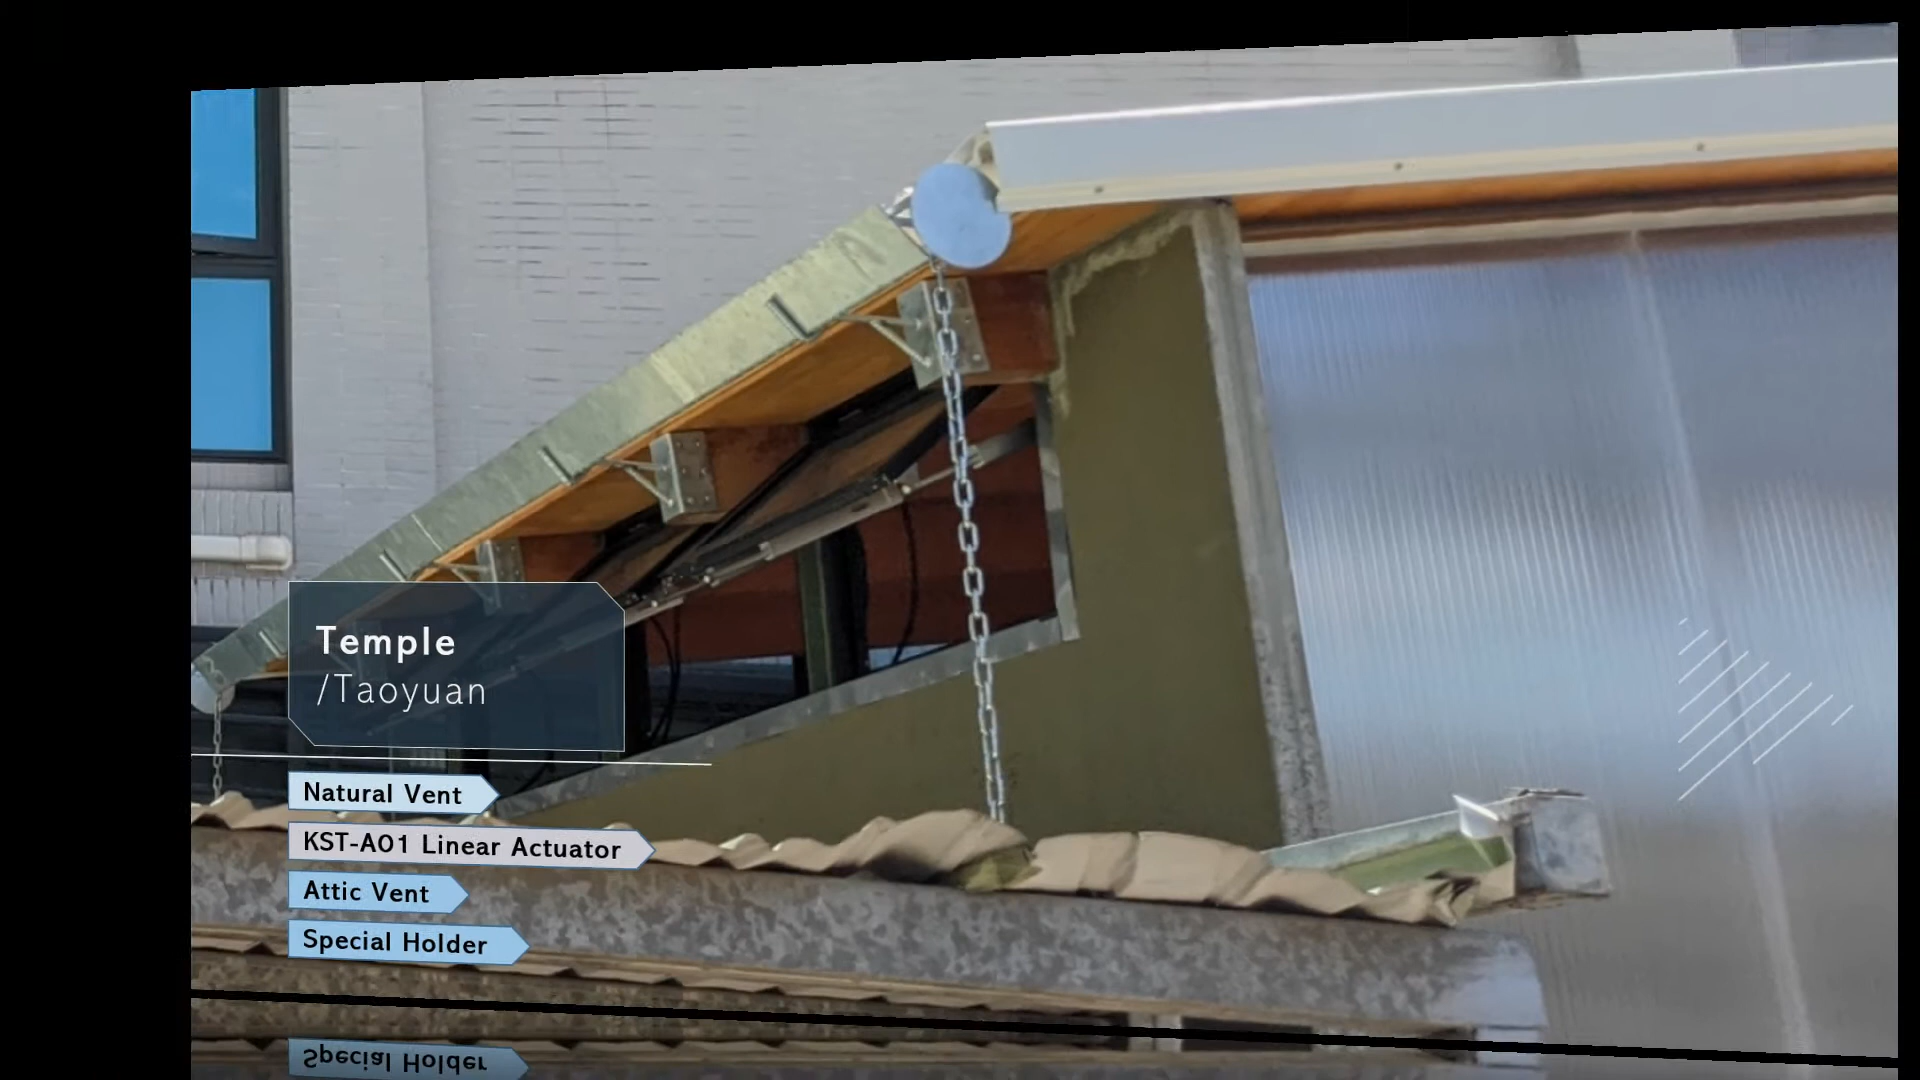 Temple
/Taoyuan
Natural Vent
KST-A01 Linear Actuator
Attic Vent
Special Holder
Special Holder